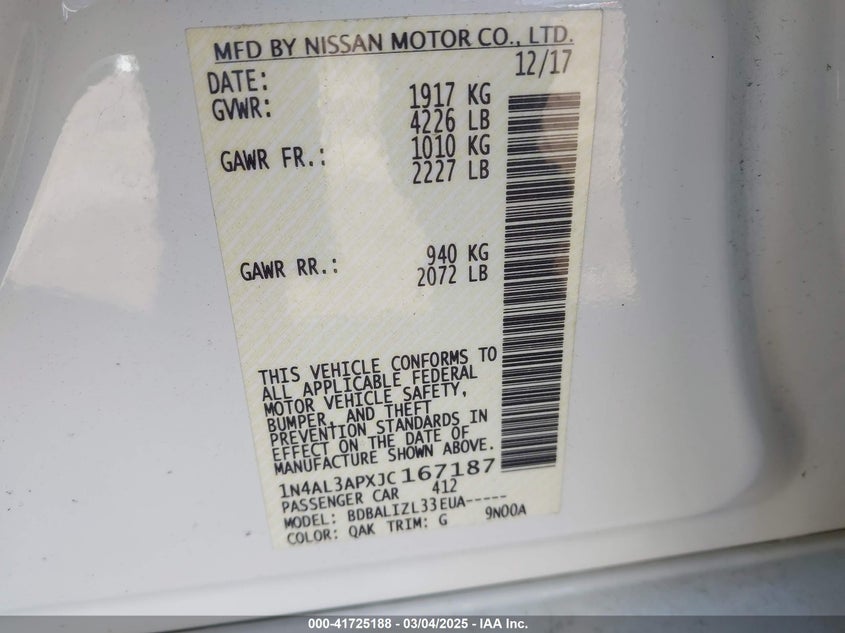 MFD BY NISSAN MOTOR CO., LTD.
DATE: 12/17
GVWR: 1917 KG
4226 LB
GAWR FR.: 1010 KG
2227 LB
GAWR RR.: 940 KG
2072 LB
THIS VEHICLE CONFORMS TO
ALL APPLICABLE FEDERAL
MOTOR VEHICLE SAFETY,
BUMPER, AND THEFT
PREVENTION STANDARDS IN
EFFECT ON THE DATE OF
MANUFACTURE SHOWN ABOVE.
1N4AL3APXJC167187
PASSENGER CAR 412
MODEL: BDBALIZL33EUA-----
COLOR: QAK TRIM: G 9N00A
000-41725188 - 03/04/2025 - IAA Inc.